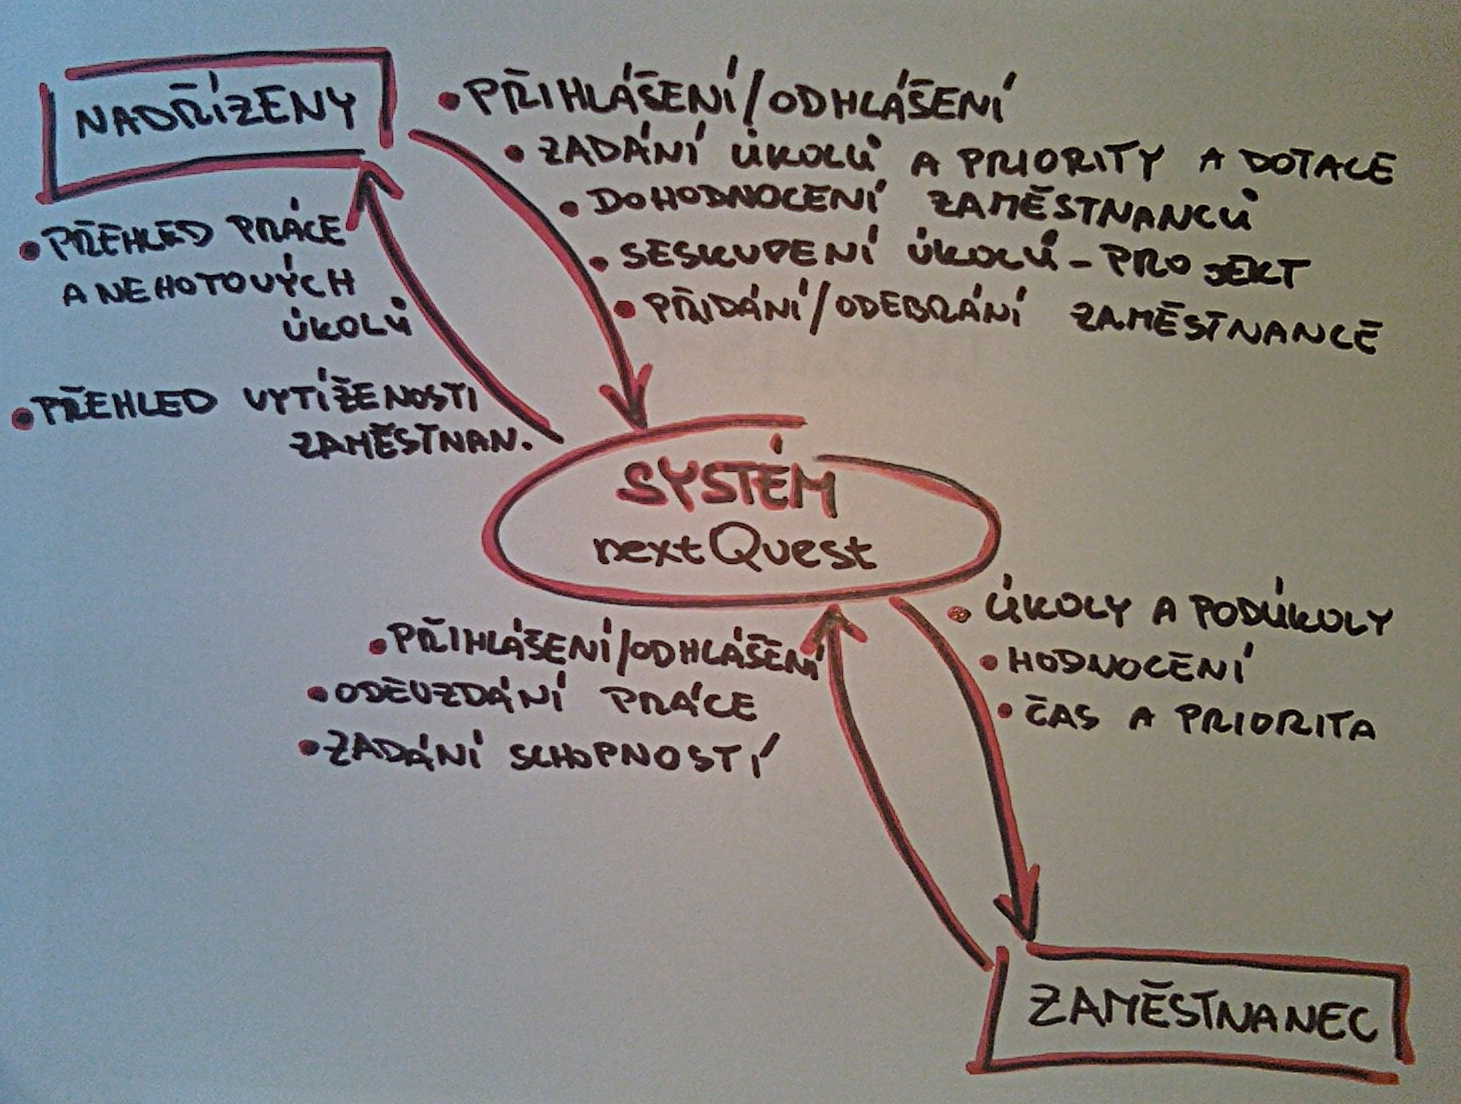 NADŘÍZENY
• PŘIHLÁŠENÍ/ODHLÁŠENÍ
• ZADÁNÍ ÚKOLŮ A PRIORITY A DOTACE
• DOHODNOCENÍ ZAMĚSTNANCŮ
• SESKUPENÍ ÚKOLŮ - PROJEKT
• PŘIDÁNÍ/ODEBRÁNÍ ZAMĚSTNANCE
• PŘEHLED PRÁCE
A NEHOTOVÝCH
ÚKOLŮ
• PŘEHLED VYTÍŽENOSTI
ZAMĚSTNAN.
SYSTÉM
nextQuest
• PŘIHLÁŠENÍ/ODHLÁŠENÍ
• ODEVZDÁNÍ PRÁCE
• ZADÁNÍ SCHOPNOSTÍ
• ÚKOLY A PODÚKOLY
• HODNOCENÍ
• ČAS A PRIORITA
ZAMĚSTNANEC